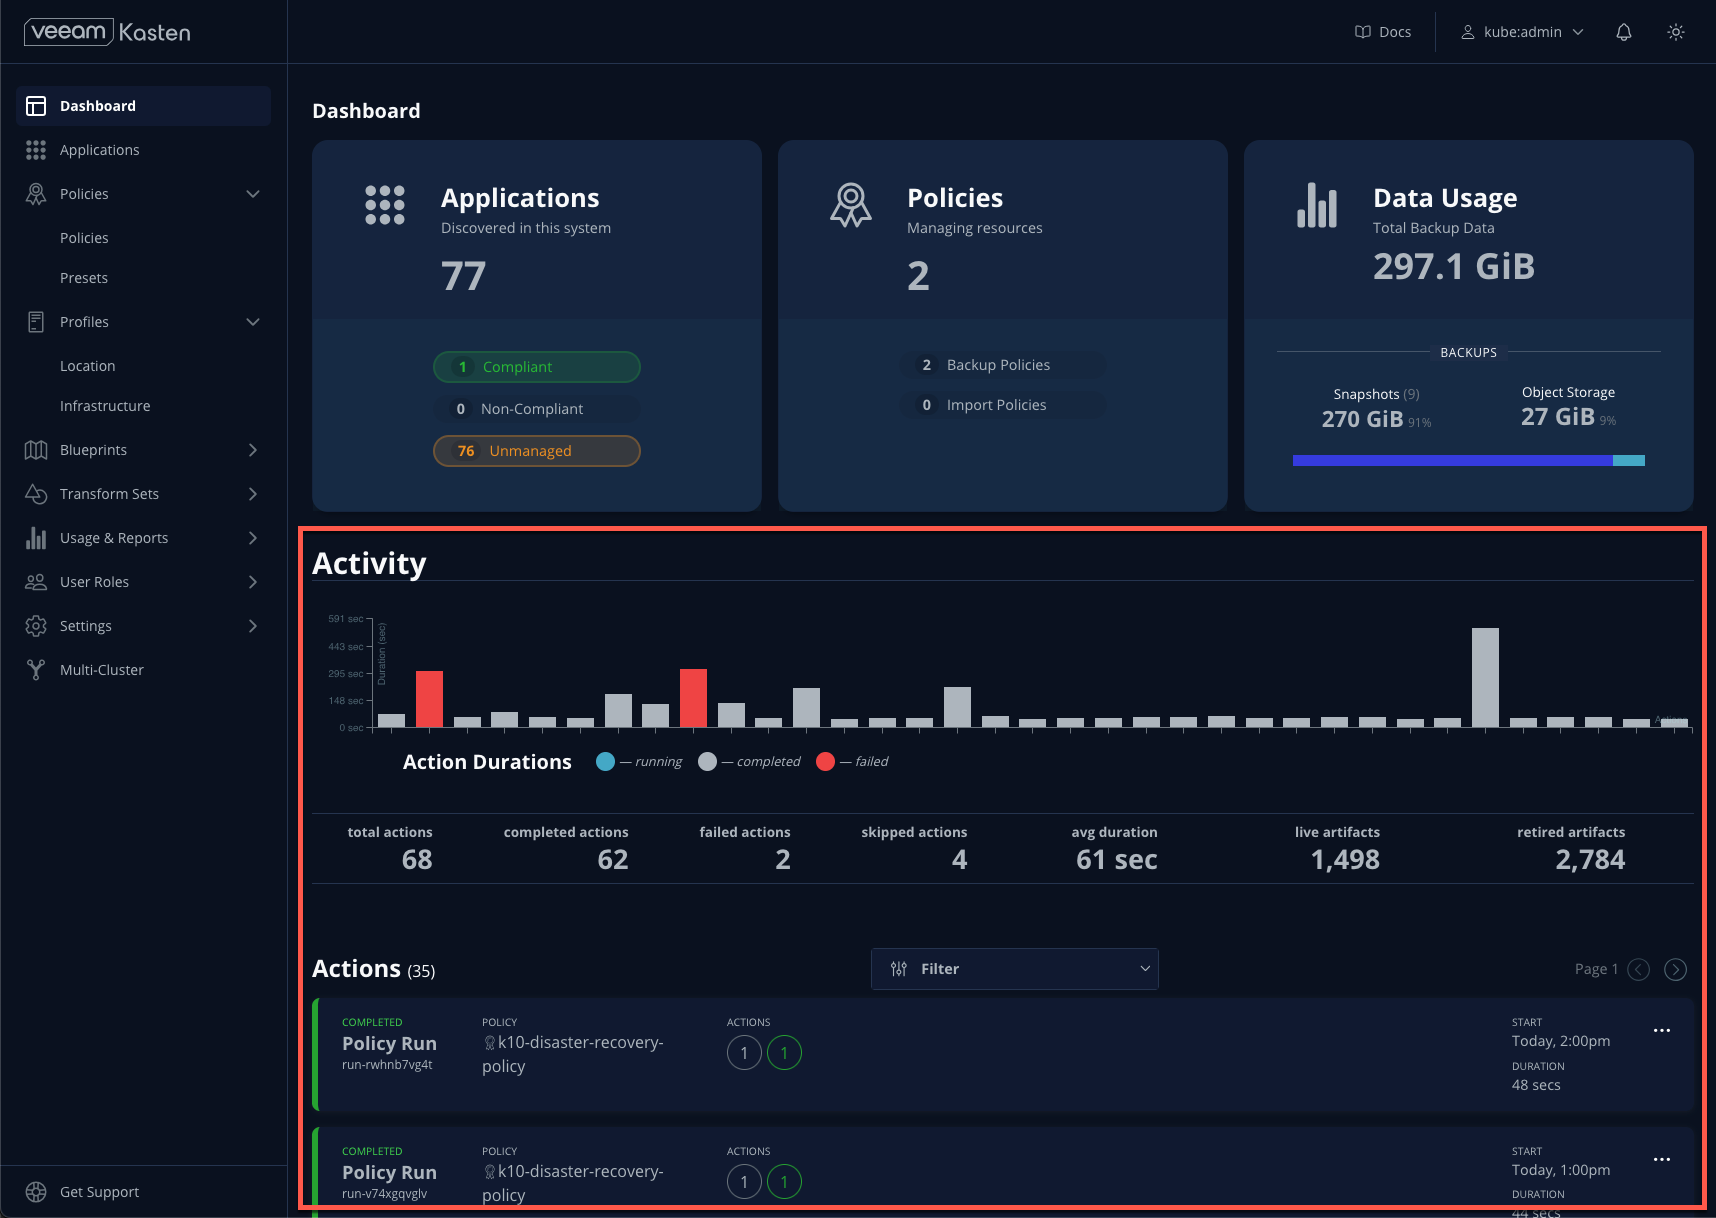 veeam Kasten
Docs
kube:admin
Dashboard
Applications
Policies
Policies
Presets
Profiles
Location
Infrastructure
Blueprints
Transform Sets
Usage & Reports
User Roles
Settings
Multi-Cluster
Get Support
Dashboard
Applications
Discovered in this system
77
1 Compliant
0 Non-Compliant
76 Unmanaged
Policies
Managing resources
2
2 Backup Policies
0 Import Policies
Data Usage
Total Backup Data
297.1 GiB
BACKUPS
Snapshots (9)
270 GiB 91%
Object Storage
27 GiB 9%
Activity
591 sec
443 sec
295 sec
148 sec
0 sec
Duration (sec)
Actions
Action Durations
— running
— completed
— failed
total actions
68
completed actions
62
failed actions
2
skipped actions
4
avg duration
61 sec
live artifacts
1,498
retired artifacts
2,784
Actions (35)
Filter
Page 1
COMPLETED
Policy Run
run-rwhnb7vg4t
POLICY
k10-disaster-recovery-
policy
ACTIONS
1 1
START
Today, 2:00pm
DURATION
48 secs
COMPLETED
Policy Run
run-v74xgqvglv
POLICY
k10-disaster-recovery-
policy
ACTIONS
1 1
START
Today, 1:00pm
DURATION
44 secs